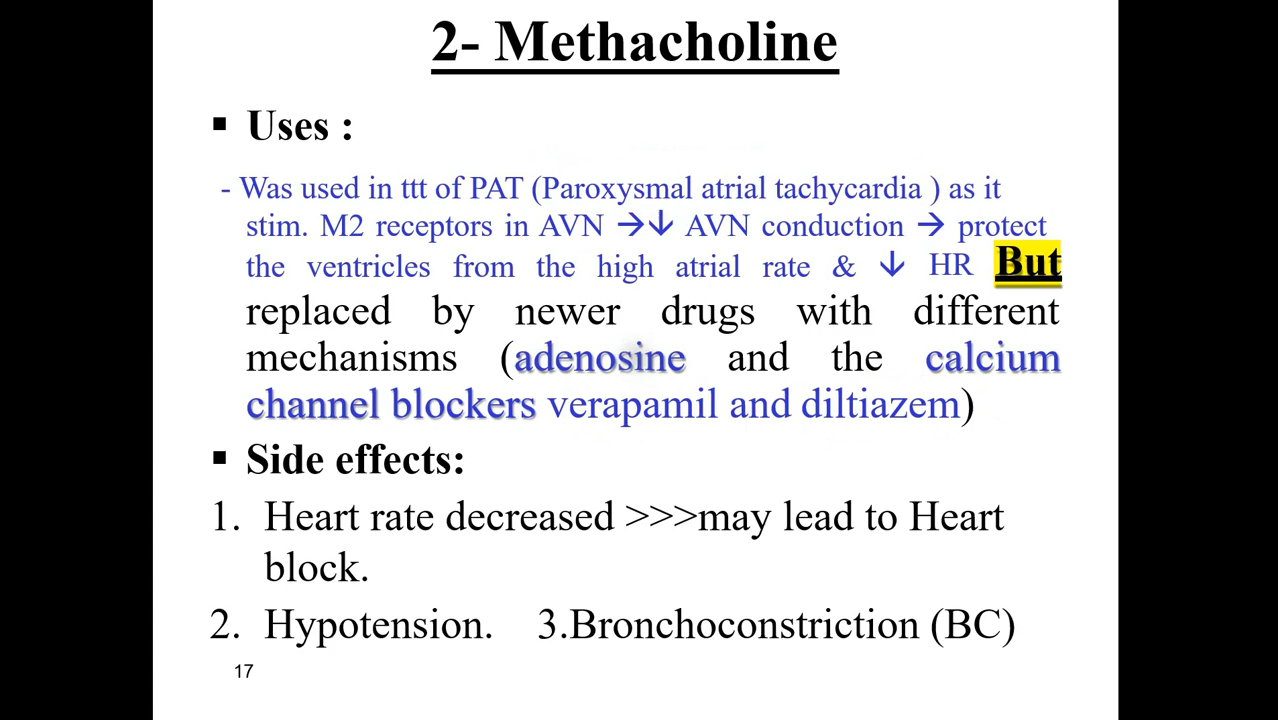 2- Methacholine
▪ Uses :
- Was used in ttt of PAT (Paroxysmal atrial tachycardia ) as it
stim. M2 receptors in AVN →↓ AVN conduction → protect
the ventricles from the high atrial rate & ↓ HR But
replaced by newer drugs with different
mechanisms (adenosine and the calcium
channel blockers verapamil and diltiazem)
▪ Side effects:
1. Heart rate decreased >>>may lead to Heart
block.
2. Hypotension. 3.Bronchoconstriction (BC)
17